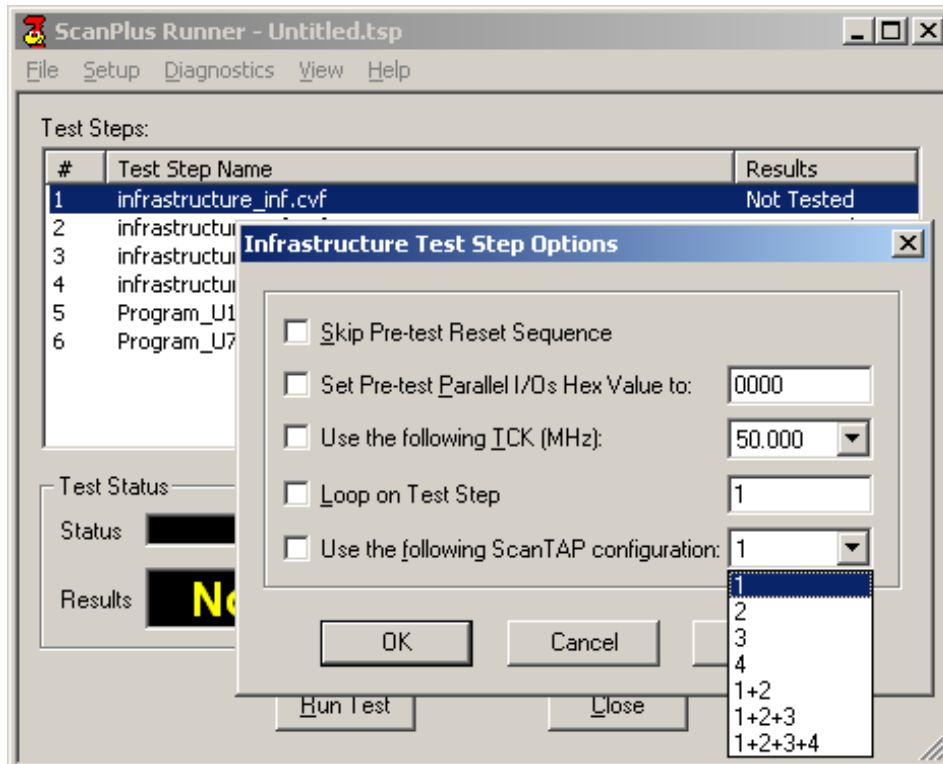 ScanPlus Runner - Untitled.tsp
File Setup Diagnostics View Help
Test Steps:
# Test Step Name Results
1 infrastructure_inf.cvf Not Tested
2
3
4
5 Program_U1
6 Program_U7
Infrastructure Test Step Options
Skip Pre-test Reset Sequence
Set Pre-test Parallel I/Os Hex Value to: 0000
Use the following TCK (MHz): 50.000
Loop on Test Step 1
Use the following ScanTAP configuration: 1
1
2
3
4
1+2
1+2+3
1+2+3+4
OK Cancel
Test Status
Status
Results
Run Test Close